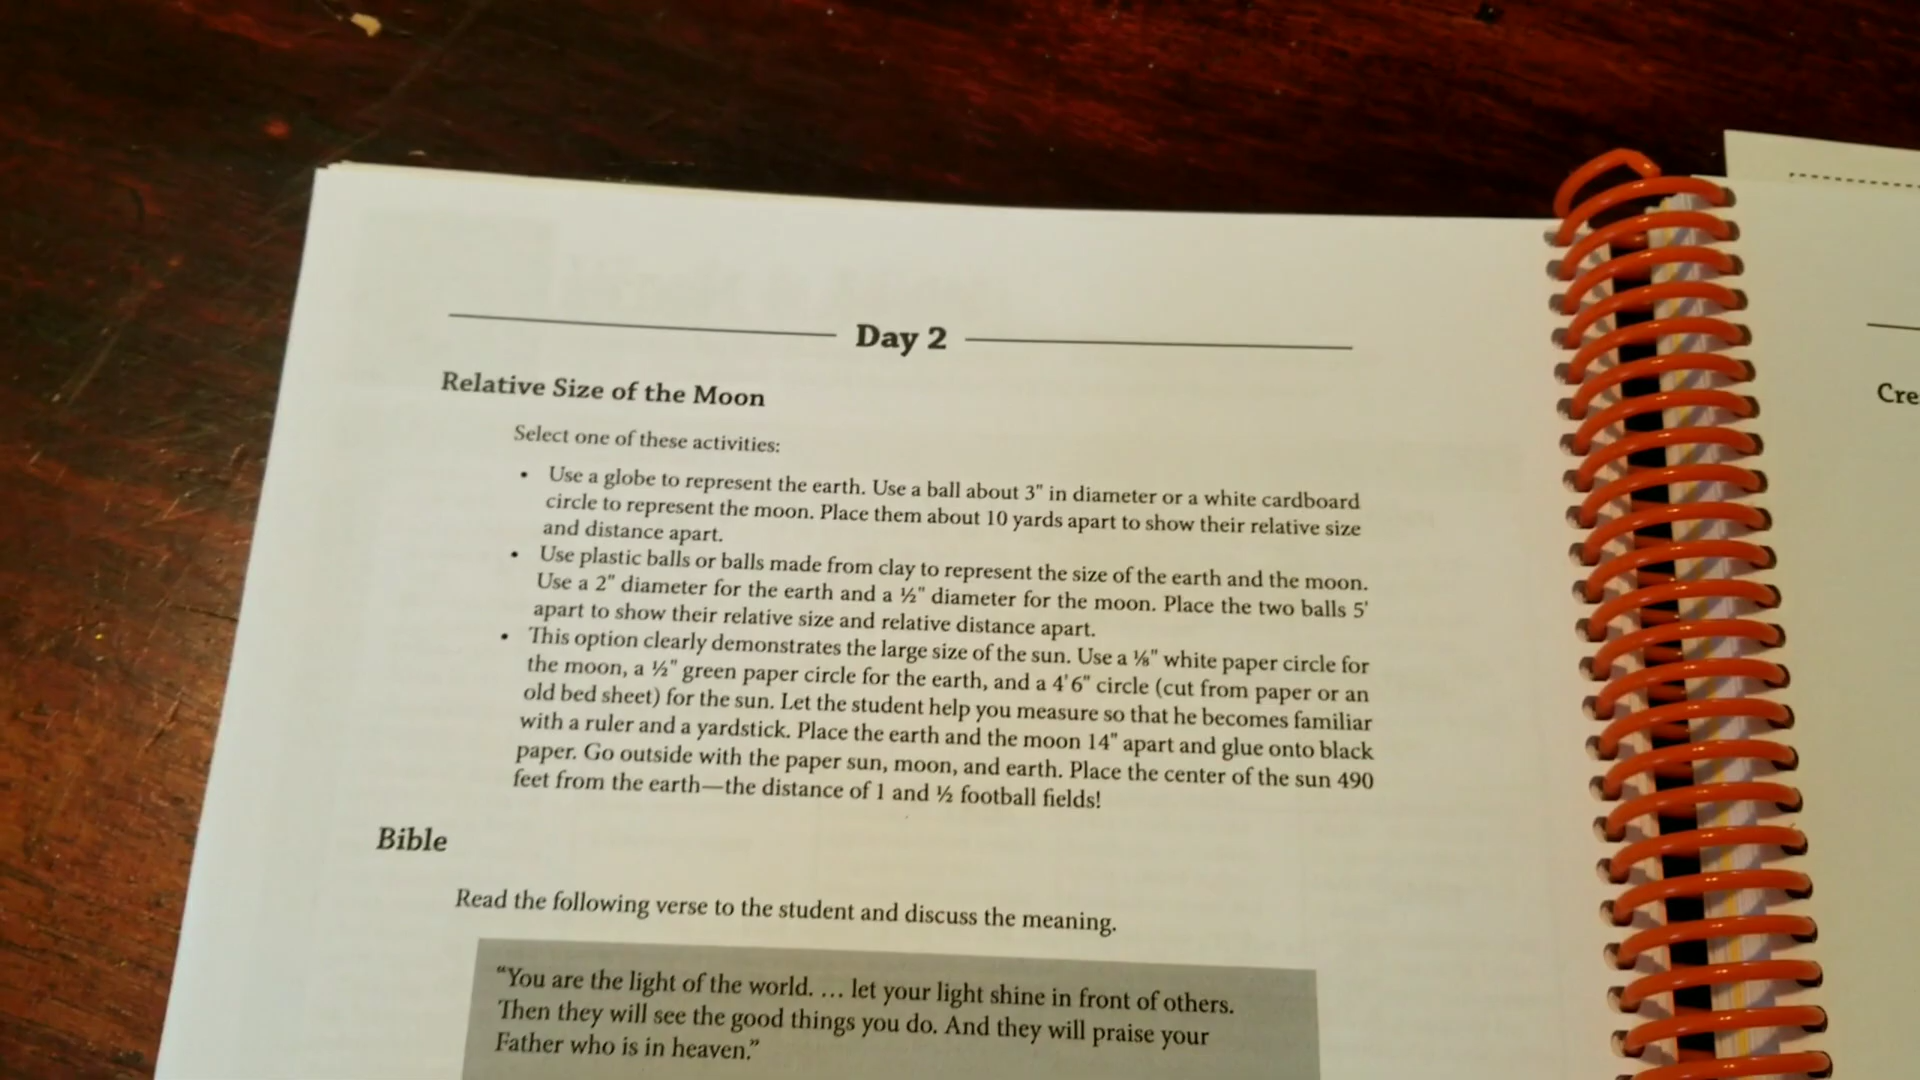 Day 2
Relative Size of the Moon
Select one of these activities:
• Use a globe to represent the earth. Use a ball about 3" in diameter or a white cardboard
circle to represent the moon. Place them about 10 yards apart to show their relative size
and distance apart.
• Use plastic balls or balls made from clay to represent the size of the earth and the moon.
Use a 2" diameter for the earth and a ½" diameter for the moon. Place the two balls 5'
apart to show their relative size and relative distance apart.
• This option clearly demonstrates the large size of the sun. Use a ⅛" white paper circle for
the moon, a ½" green paper circle for the earth, and a 4'6" circle (cut from paper or an
old bed sheet) for the sun. Let the student help you measure so that he becomes familiar
with a ruler and a yardstick. Place the earth and the moon 14" apart and glue onto black
paper. Go outside with the paper sun, moon, and earth. Place the center of the sun 490
feet from the earth—the distance of 1 and ½ football fields!
Bible
Read the following verse to the student and discuss the meaning.
“You are the light of the world. … let your light shine in front of others.
Then they will see the good things you do. And they will praise your
Father who is in heaven.”
Cre